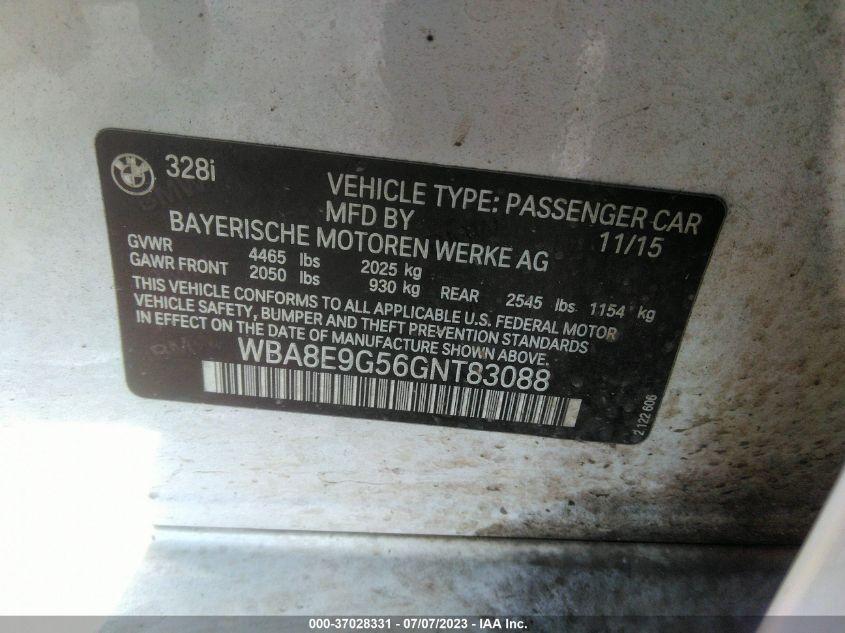 328i
VEHICLE TYPE: PASSENGER CAR
MFD BY 11/15
BAYERISCHE MOTOREN WERKE AG
GVWR 4465 lbs 2025 kg
GAWR FRONT 2050 lbs 930 kg REAR 2545 lbs 1154 kg
THIS VEHICLE CONFORMS TO ALL APPLICABLE U.S. FEDERAL MOTOR
VEHICLE SAFETY, BUMPER AND THEFT PREVENTION STANDARDS
IN EFFECT ON THE DATE OF MANUFACTURE SHOWN ABOVE.
WBA8E9G56GNT83088
2 122 606
000-37028331 - 07/07/2023 - IAA Inc.